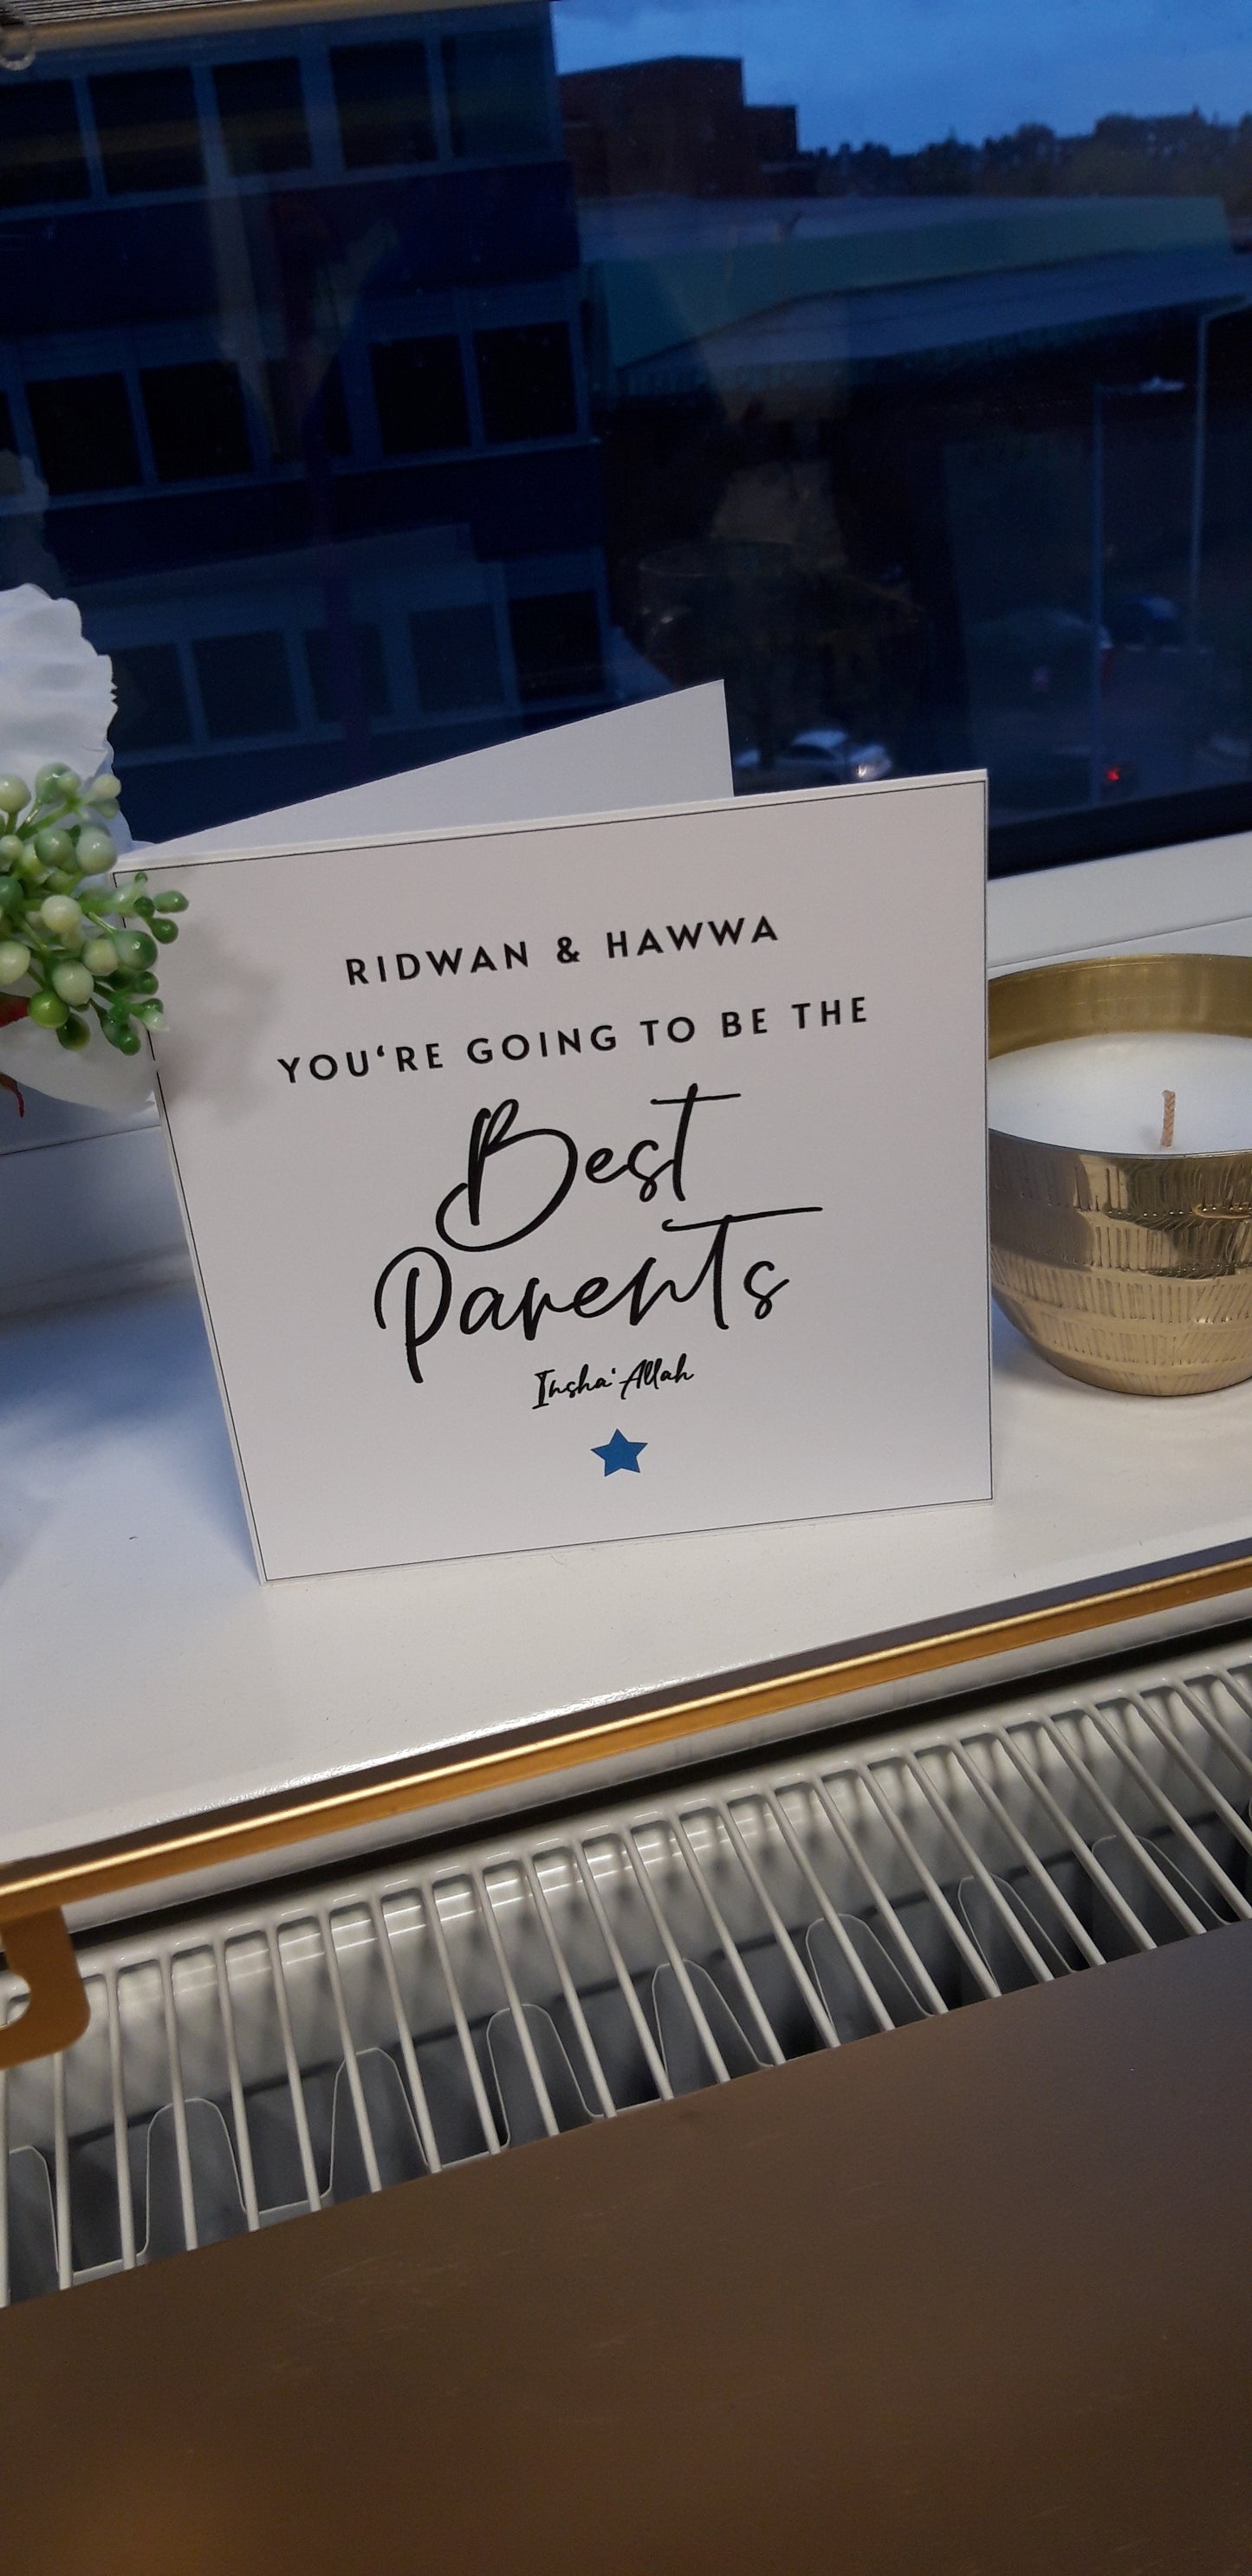 RIDWAN & HAWWA
YOU‘RE GOING TO BE THE
Best
Parents
Insha‘Allah